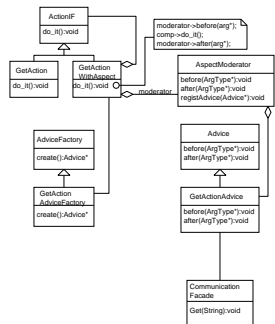 ActionIF
do_it():void
moderator->before(arg*);
comp->do_it();
moderator->after(arg*);
GetAction
do_it():void
GetAction
WithAspect
do_it():void
AspectModerator
before(ArgType*):void
after(ArgType*):void
registAdvice(Advice*):void
moderator
AdviceFactory
create():Advice*
Advice
before(ArgType*):void
after(ArgType*):void
GetAction
AdviceFactory
create():Advice*
GetActionAdvice
before(ArgType*):void
after(ArgType*):void
Communication
Facade
Get(String):void